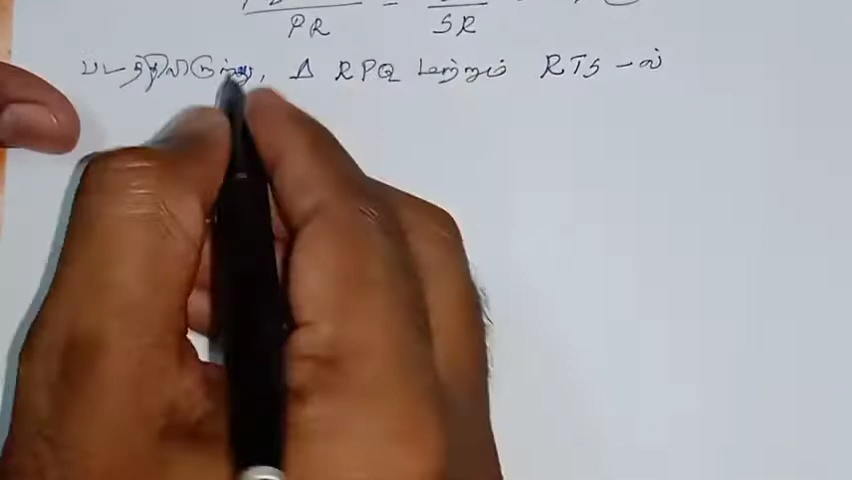 PR = SR
படத்திலிருந்து, Δ RPQ மற்றும் RTS -ல்